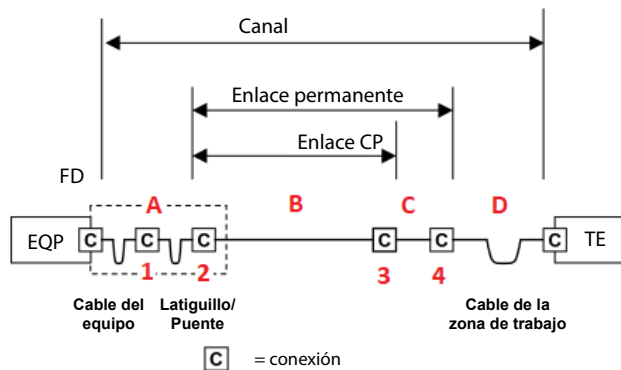 Canal
Enlace permanente
Enlace CP
FD
A
B
C
D
EQP
C
C
C
C
C
C
TE
1
2
3
4
Cable del equipo
Latiguillo/
Puente
Cable de la
zona de trabajo
C = conexión